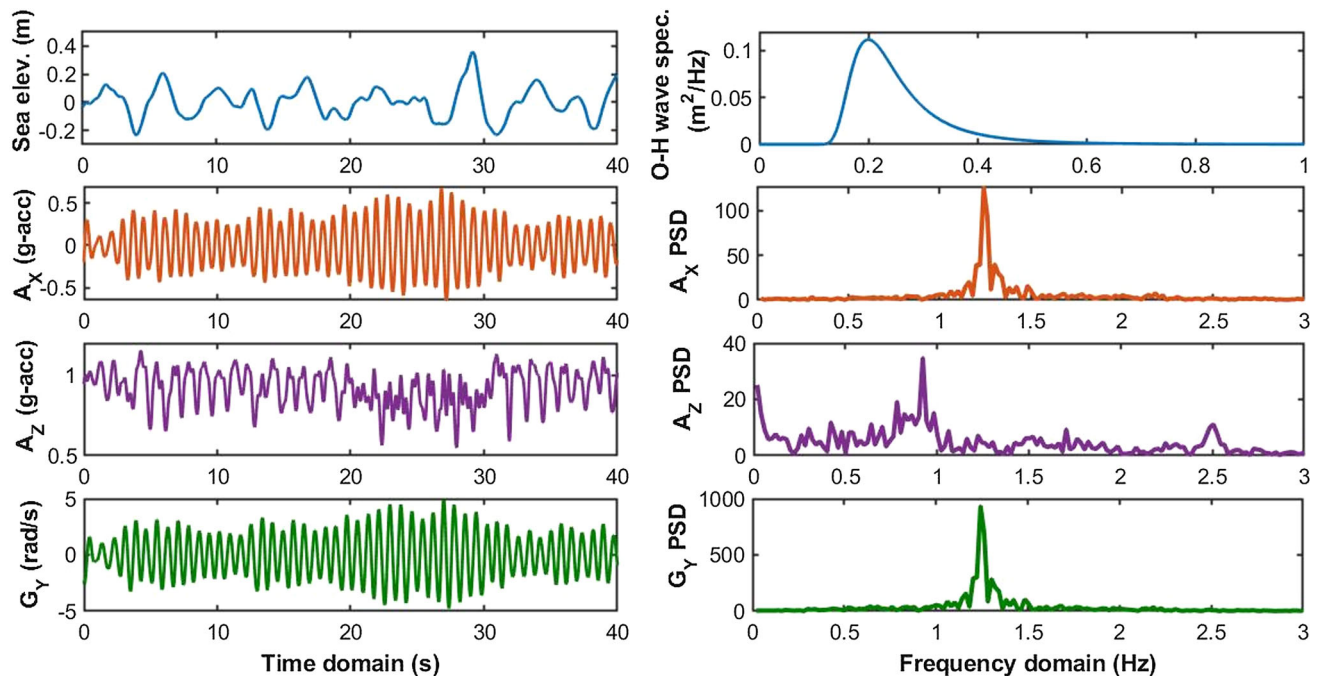 Sea elev. (m)
0.4
0.2
0
-0.2
0 10 20 30 40
O-H wave spec.
(m²/Hz)
0.1
0.05
0
0 0.2 0.4 0.6 0.8 1
A_X (g-acc)
0.5
0
-0.5
0 10 20 30 40
A_X PSD
100
50
0
0 0.5 1 1.5 2 2.5 3
A_Z (g-acc)
1
0.5
0 10 20 30 40
A_Z PSD
40
20
0
0 0.5 1 1.5 2 2.5 3
G_Y (rad/s)
5
0
-5
0 10 20 30 40
Time domain (s)
G_Y PSD
1000
500
0
0 0.5 1 1.5 2 2.5 3
Frequency domain (Hz)